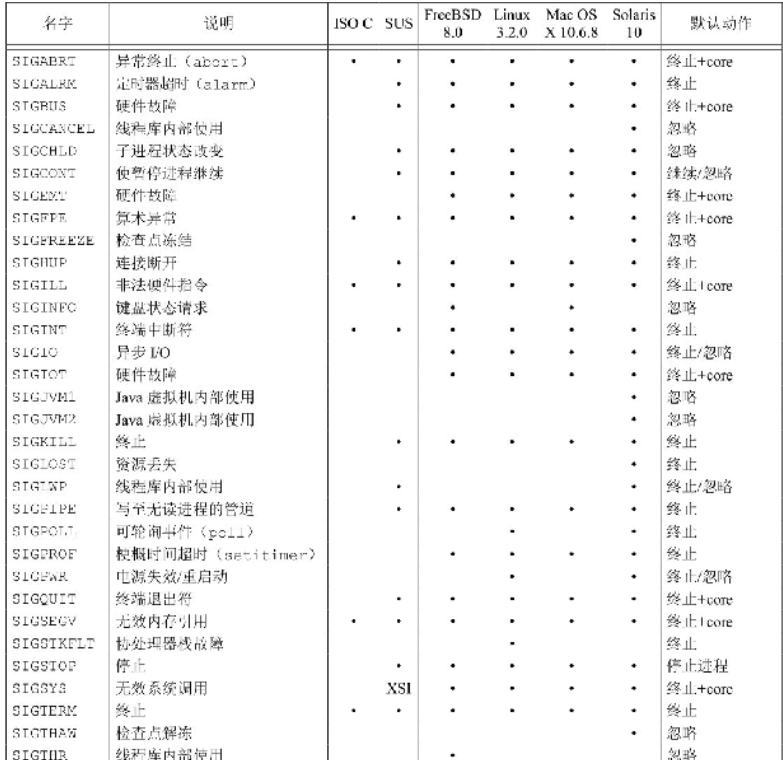 名字 说明 ISO C SUS FreeBSD 8.0 Linux 3.2.0 Mac OS X 10.6.8 Solaris 10 默认动作
SIGABRT 异常终止（abort） • • • • • • 终止+core
SIGALRM 定时器超时（alarm） • • • • • 终止
SIGBUS 硬件故障 • • • • • 终止+core
SIGCANCEL 线程库内部使用 • 忽略
SIGCHLD 子进程状态改变 • • • • • 忽略
SIGCONT 使暂停进程继续 • • • • • 继续/忽略
SIGEMT 硬件故障 • • • • 终止+core
SIGFPE 算术异常 • • • • • • 终止+core
SIGFREEZE 检查点冻结 • 忽略
SIGHUP 连接断开 • • • • • 终止
SIGILL 非法硬件指令 • • • • • • 终止+core
SIGINFO 键盘状态请求 • • 忽略
SIGINT 终端中断符 • • • • • • 终止
SIGIO 异步 I/O • • • • 终止/忽略
SIGIOT 硬件故障 • • • • 终止+core
SIGJVM1 Java 虚拟机内部使用 • 忽略
SIGJVM2 Java 虚拟机内部使用 • 忽略
SIGKILL 终止 • • • • • 终止
SIGLOST 资源丢失 • 终止
SIGLWP 线程库内部使用 • • 终止/忽略
SIGPIPE 写至无读进程的管道 • • • • • 终止
SIGPOLL 可轮询事件（poll） • • 终止
SIGPROF 梗概时间超时（setitimer） • • • • 终止
SIGPWR 电源失效/重启动 • • 终止/忽略
SIGQUIT 终端退出符 • • • • • 终止+core
SIGSEGV 无效内存引用 • • • • • • 终止+core
SIGSTKFLT 协处理器栈故障 • 终止
SIGSTOP 停止 • • • • • 停止进程
SIGSYS 无效系统调用 XSI • • • • 终止+core
SIGTERM 终止 • • • • • • 终止
SIGTHAW 检查点解冻 • 忽略
SIGTHR 线程库内部使用 • 忽略